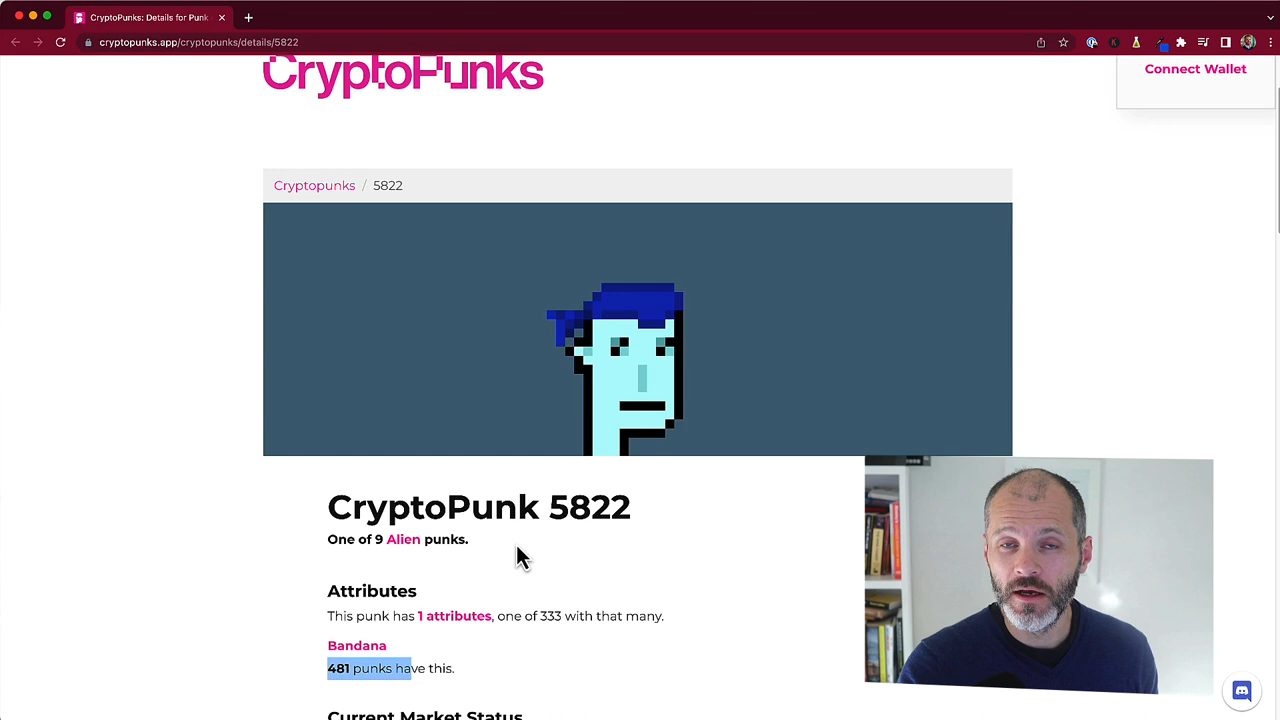 CryptoPunks: Details for Punk
cryptopunks.app/cryptopunks/details/5822
CryptoPunks
Connect Wallet
Cryptopunks / 5822
CryptoPunk 5822
One of 9 Alien punks.
Attributes
This punk has 1 attributes, one of 333 with that many.
Bandana
481 punks have this.
Current Market Status